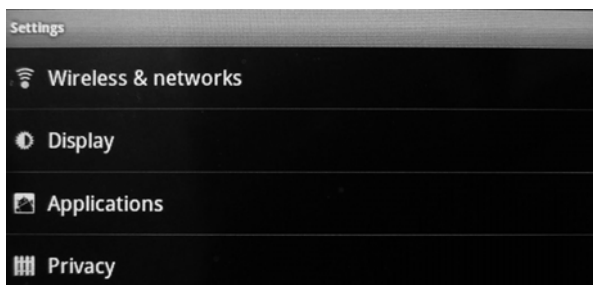 Settings
Wireless & networks
Display
Applications
Privacy